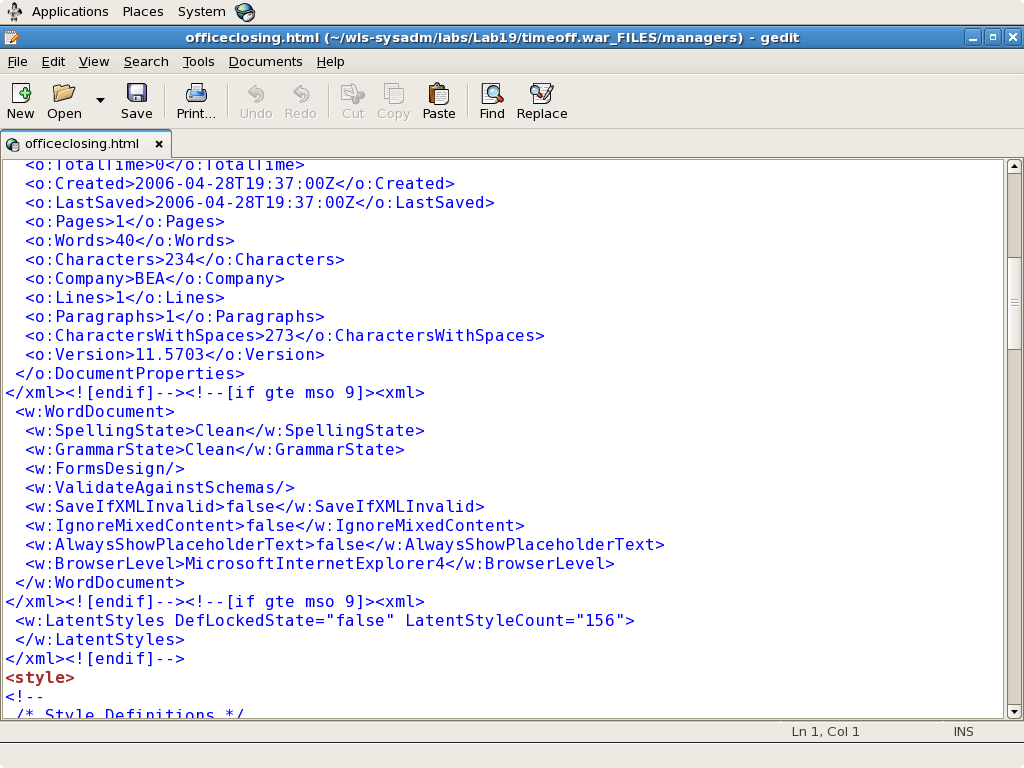 Applications Places System
officeclosing.html (~/wls-sysadm/labs/Lab19/timeoff.war_FILES/managers) - gedit
File Edit View Search Tools Documents Help
New Open Save Print... Undo Redo Cut Copy Paste Find Replace
officeclosing.html
<o:TotalTime>0</o:TotalTime>
<o:Created>2006-04-28T19:37:00Z</o:Created>
<o:LastSaved>2006-04-28T19:37:00Z</o:LastSaved>
<o:Pages>1</o:Pages>
<o:Words>40</o:Words>
<o:Characters>234</o:Characters>
<o:Company>BEA</o:Company>
<o:Lines>1</o:Lines>
<o:Paragraphs>1</o:Paragraphs>
<o:CharactersWithSpaces>273</o:CharactersWithSpaces>
<o:Version>11.5703</o:Version>
</o:DocumentProperties>
</xml><![endif]--><!--[if gte mso 9]><xml>
<w:WordDocument>
<w:SpellingState>Clean</w:SpellingState>
<w:GrammarState>Clean</w:GrammarState>
<w:FormsDesign/>
<w:ValidateAgainstSchemas/>
<w:SaveIfXMLInvalid>false</w:SaveIfXMLInvalid>
<w:IgnoreMixedContent>false</w:IgnoreMixedContent>
<w:AlwaysShowPlaceholderText>false</w:AlwaysShowPlaceholderText>
<w:BrowserLevel>MicrosoftInternetExplorer4</w:BrowserLevel>
</w:WordDocument>
</xml><![endif]--><!--[if gte mso 9]><xml>
<w:LatentStyles DefLockedState="false" LatentStyleCount="156">
</w:LatentStyles>
</xml><![endif]-->
<style>
<!--
/* Style Definitions */
Ln 1, Col 1 INS